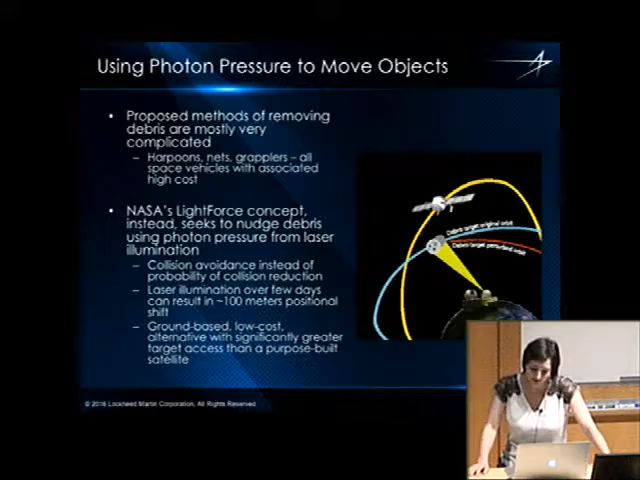 Using Photon Pressure to Move Objects
• Proposed methods of removing
debris are mostly very
complicated
– Harpoons, nets, grapplers – all
space vehicles with associated
high cost
• NASA's LightForce concept,
instead, seeks to nudge debris
using photon pressure from laser
illumination
– Collision avoidance instead of
probability of collision reduction
– Laser illumination over few days
can result in ~100 meters positional
shift
– Ground-based, low-cost,
alternative with significantly greater
target access than a purpose-built
satellite
Debris target original orbit
Debris target perturbed orbit
© 2016 Lockheed Martin Corporation, All Rights Reserved